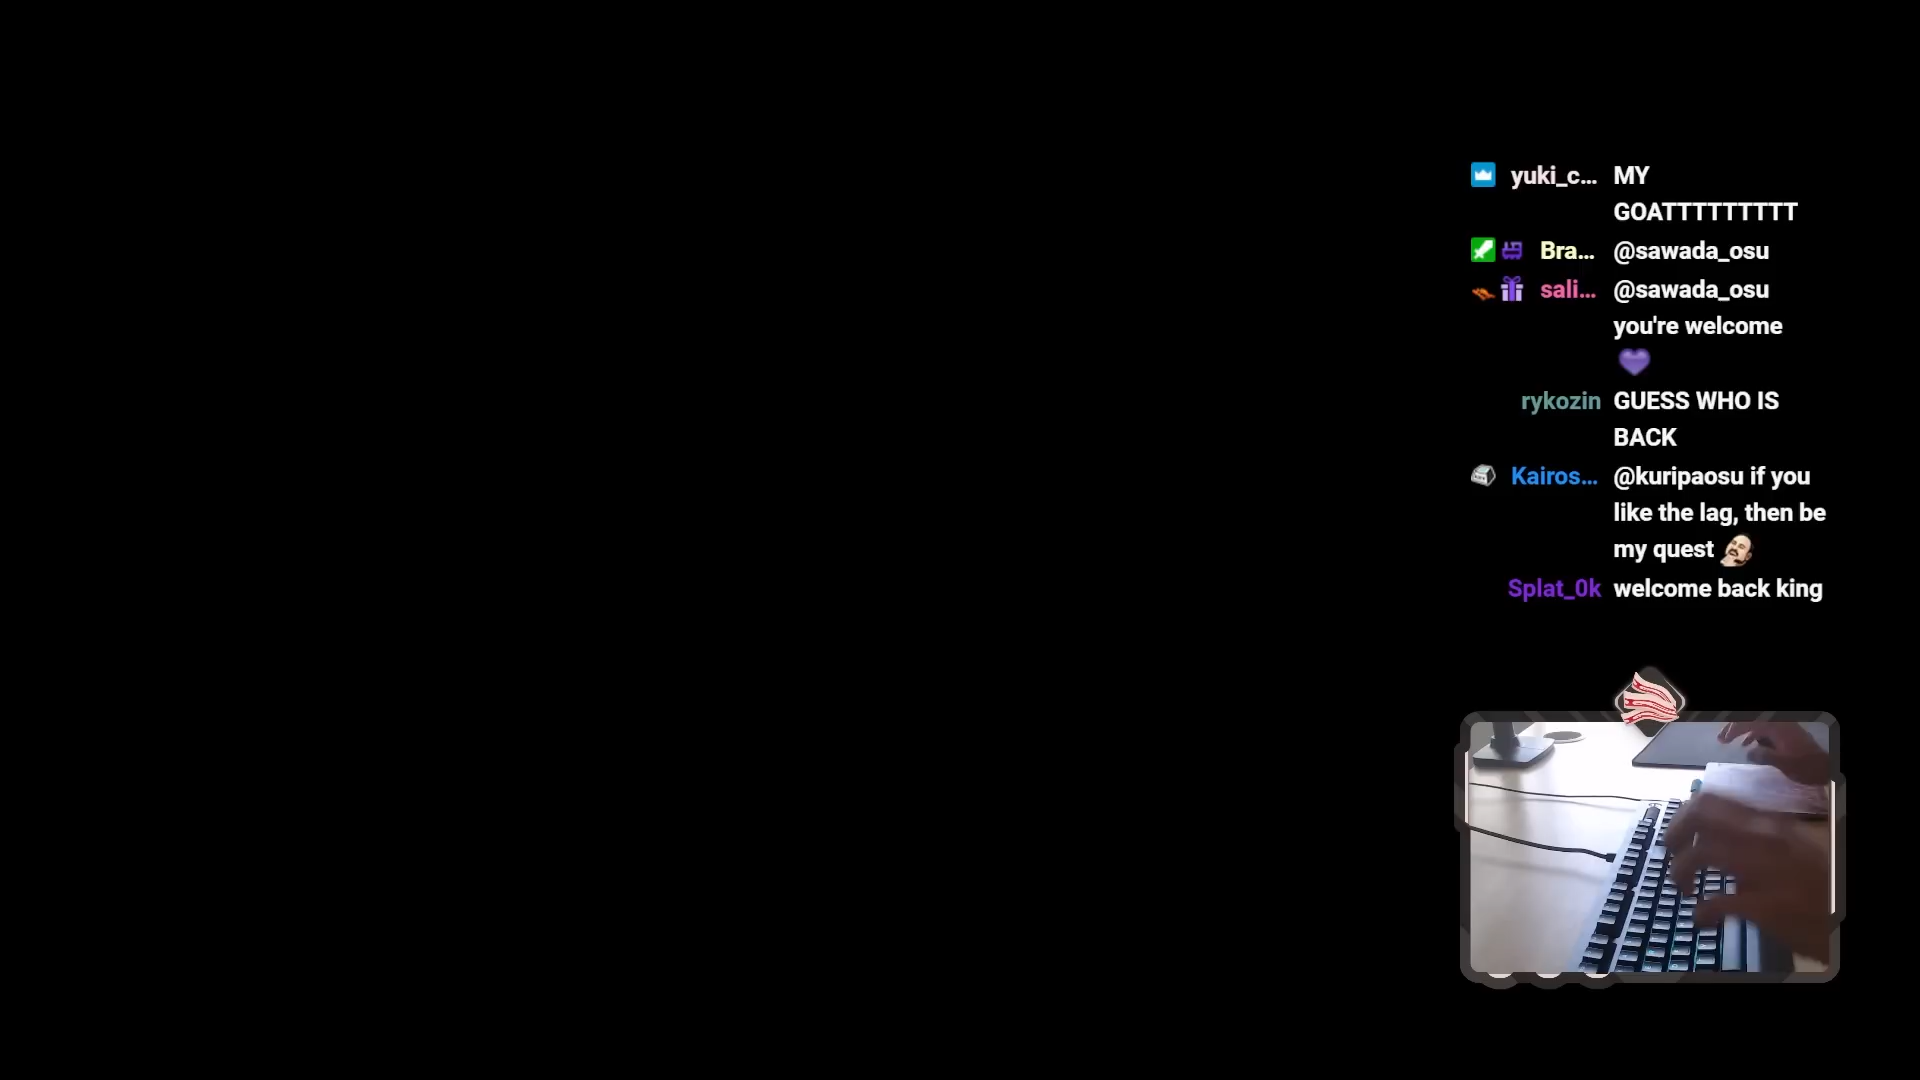 yuki_c... MY
GOATTTTTTTTT
Bra... @sawada_osu
sali... @sawada_osu
you're welcome
rykozin GUESS WHO IS
BACK
Kairos... @kuripaosu if you
like the lag, then be
my quest
Splat_0k welcome back king